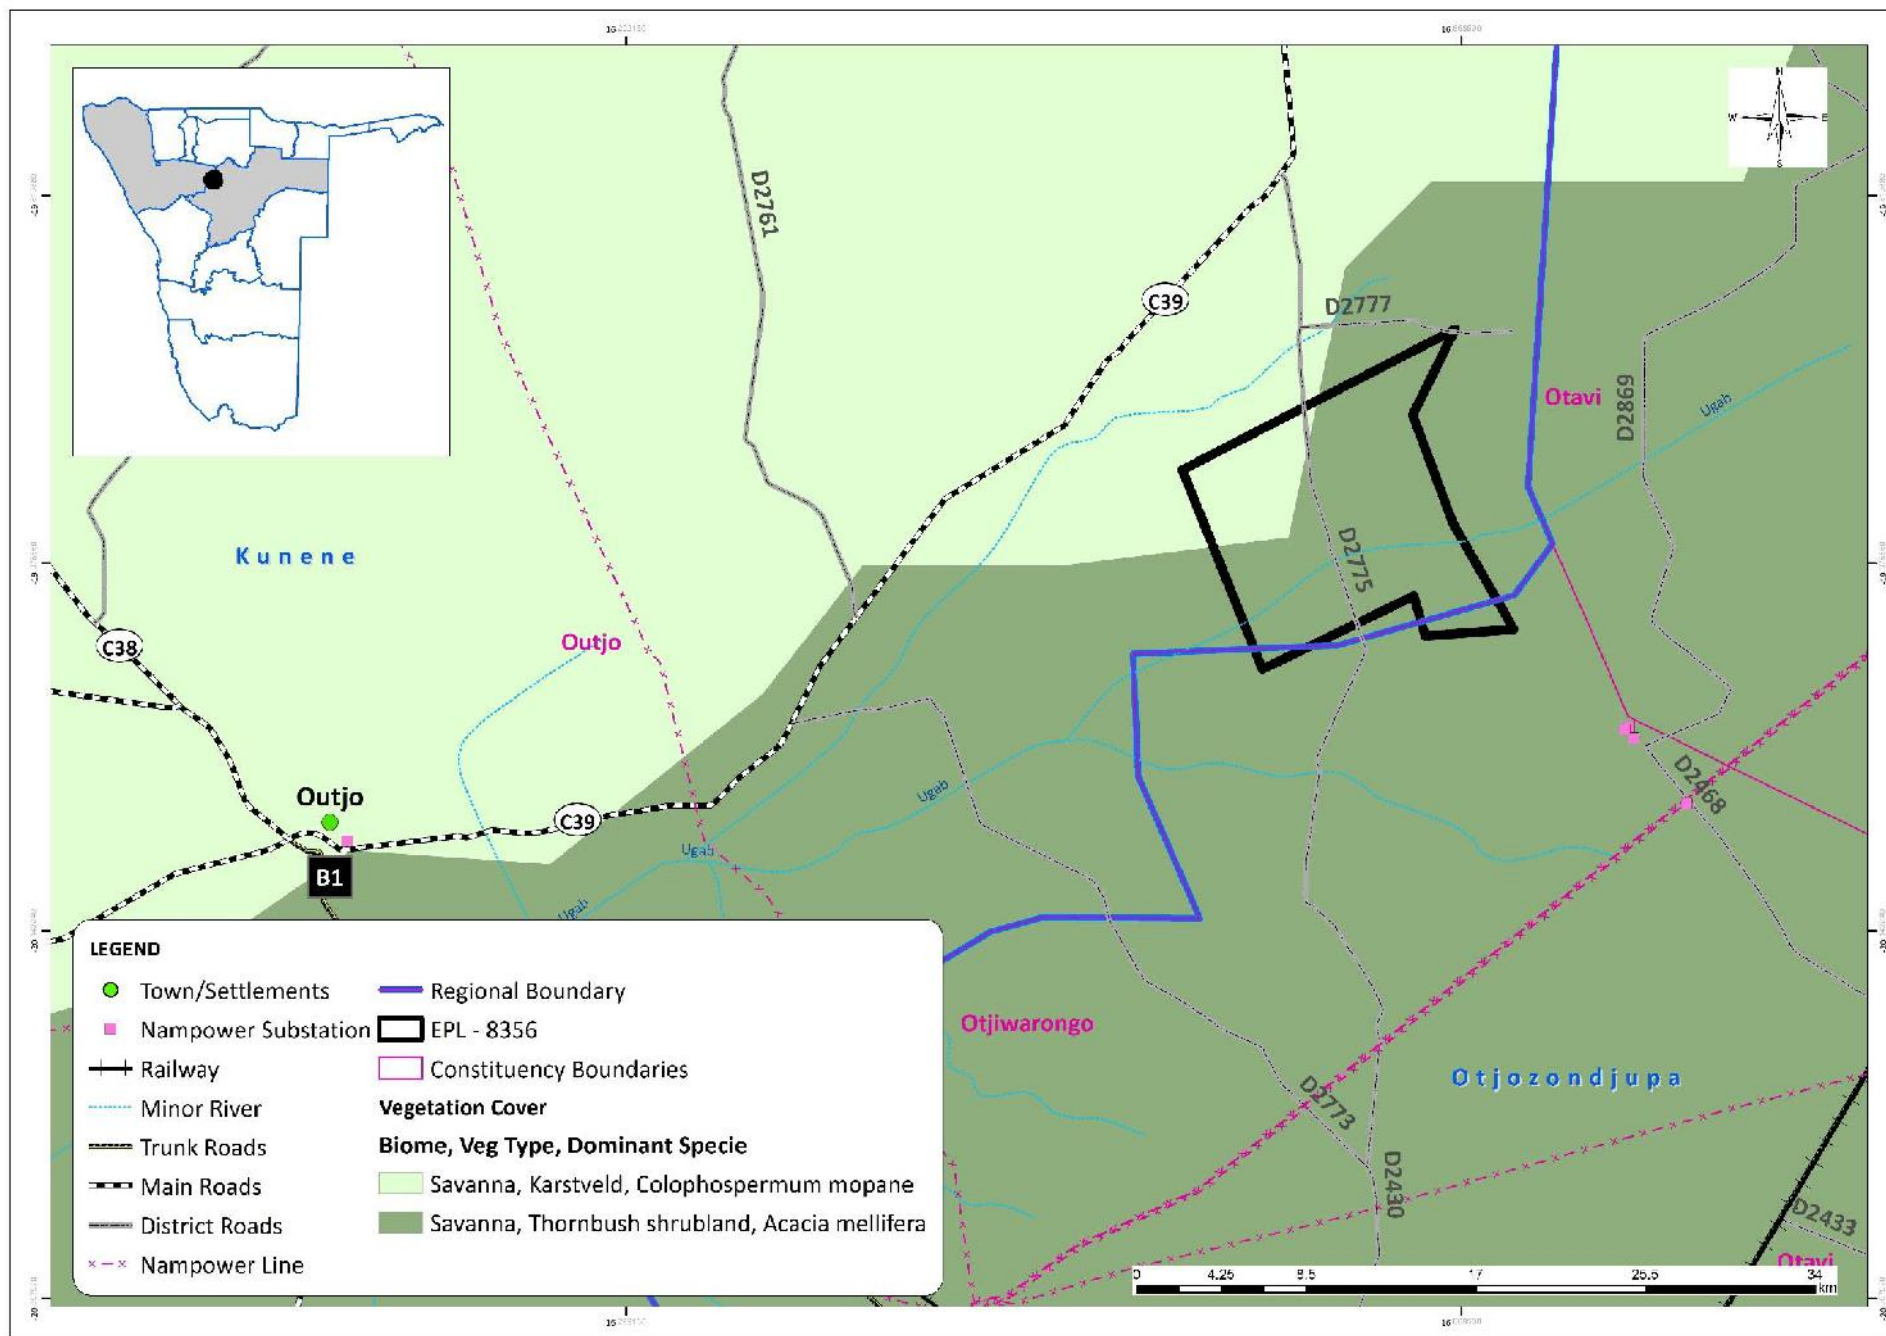 N
W E
S
D2761
C39
D2777
Otavi
D2869
Ugab
Kunene
D2775
Outjo
C38
Outjo
C39
Ugab
Ugab
D2468
B1
Ugab
LEGEND
Town/Settlements
Nampower Substation
Railway
Minor River
Trunk Roads
Main Roads
District Roads
Nampower Line
Regional Boundary
EPL - 8356
Constituency Boundaries
Vegetation Cover
Biome, Veg Type, Dominant Specie
Savanna, Karstveld, Colophospermum mopane
Savanna, Thornbush shrubland, Acacia mellifera
Otjiwarongo
Otjozondjupa
D2773
D2430
D2433
Otavi
0 4.25 8.5 17 25.5 34
km